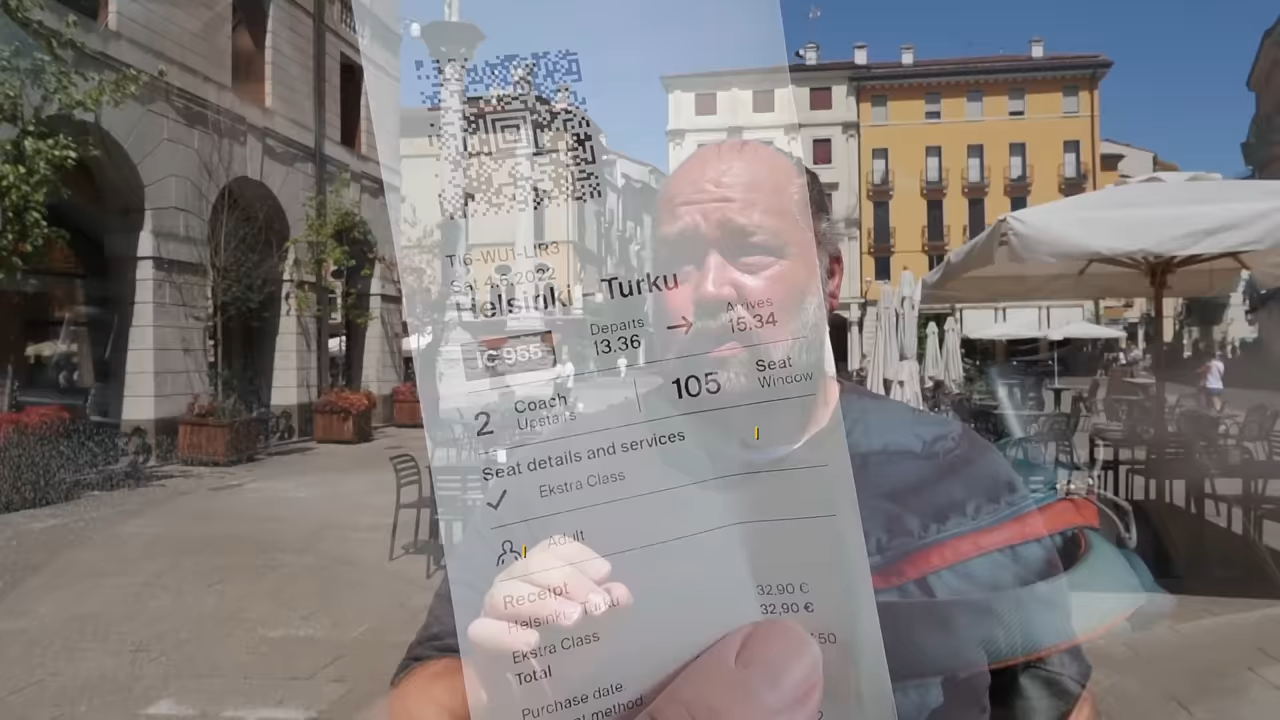 TI6-WU1-LIR3
Sat 4.6.2022
Helsinki - Turku
IC 955
Departs
13.36
→
Arrives
15.34
2
Coach
Upstairs
105
Seat
Window
Seat details and services
Ekstra Class
Adult
Receipt
Helsinki - Turku
32,90 €
Ekstra Class
32,90 €
Total
Purchase date
method